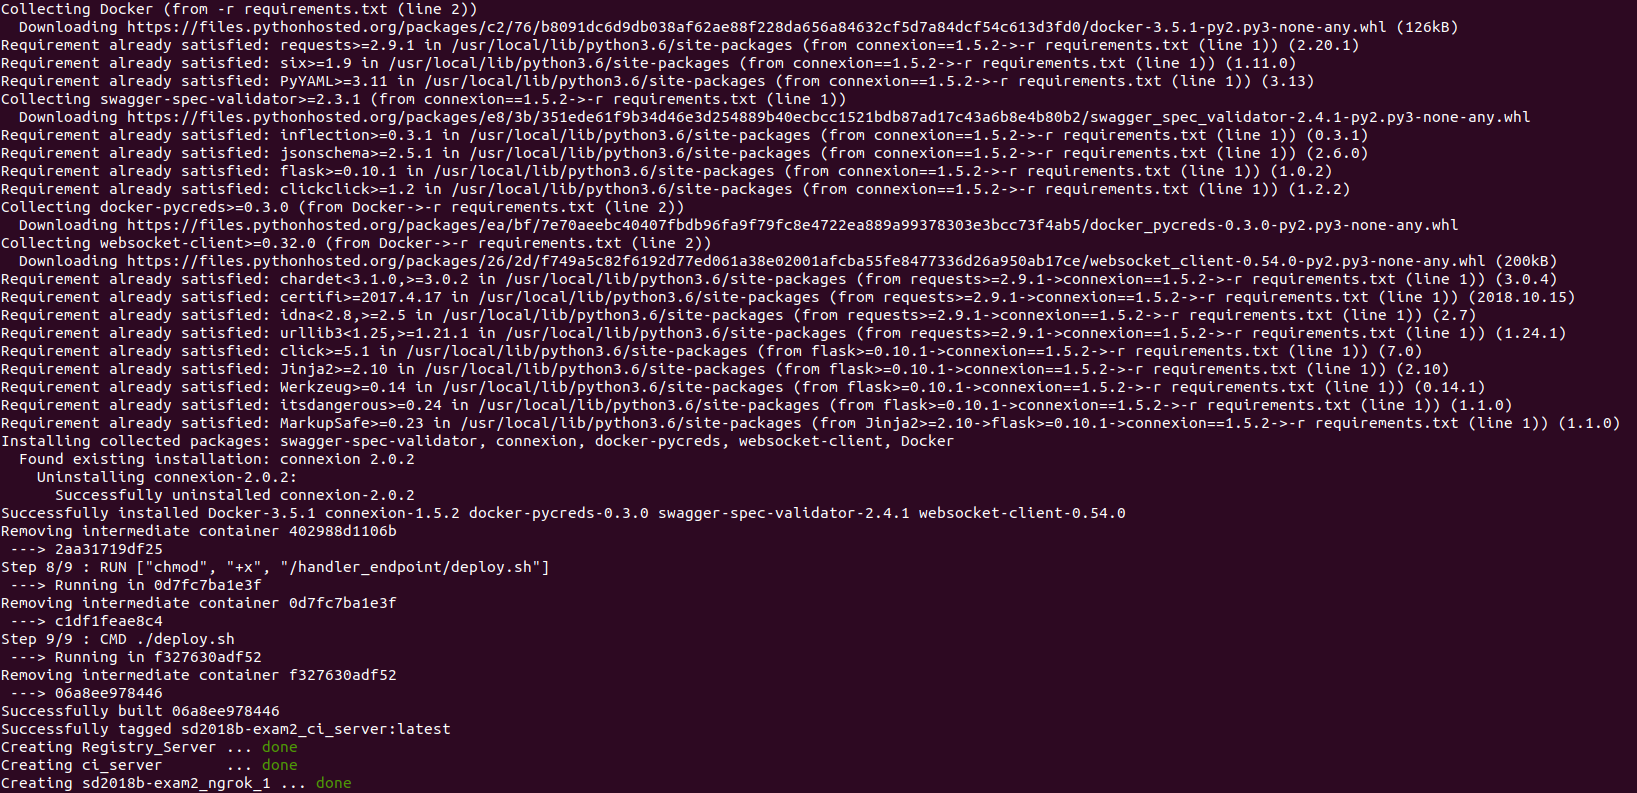 Collecting Docker (from -r requirements.txt (line 2))
  Downloading https://files.pythonhosted.org/packages/c2/76/b8091dc6d9db038af62ae88f228da656a84632cf5d7a84dcf54c613d3fd0/docker-3.5.1-py2.py3-none-any.whl (126kB)
Requirement already satisfied: requests>=2.9.1 in /usr/local/lib/python3.6/site-packages (from connexion==1.5.2->-r requirements.txt (line 1)) (2.20.1)
Requirement already satisfied: six>=1.9 in /usr/local/lib/python3.6/site-packages (from connexion==1.5.2->-r requirements.txt (line 1)) (1.11.0)
Requirement already satisfied: PyYAML>=3.11 in /usr/local/lib/python3.6/site-packages (from connexion==1.5.2->-r requirements.txt (line 1)) (3.13)
Collecting swagger-spec-validator>=2.3.1 (from connexion==1.5.2->-r requirements.txt (line 1))
  Downloading https://files.pythonhosted.org/packages/e8/3b/351ede61f9b34d46e3d254889b40ecbcc1521bdb87ad17c43a6b8e4b80b2/swagger_spec_validator-2.4.1-py2.py3-none-any.whl
Requirement already satisfied: inflection>=0.3.1 in /usr/local/lib/python3.6/site-packages (from connexion==1.5.2->-r requirements.txt (line 1)) (0.3.1)
Requirement already satisfied: jsonschema>=2.5.1 in /usr/local/lib/python3.6/site-packages (from connexion==1.5.2->-r requirements.txt (line 1)) (2.6.0)
Requirement already satisfied: flask>=0.10.1 in /usr/local/lib/python3.6/site-packages (from connexion==1.5.2->-r requirements.txt (line 1)) (1.0.2)
Requirement already satisfied: clickclick>=1.2 in /usr/local/lib/python3.6/site-packages (from connexion==1.5.2->-r requirements.txt (line 1)) (1.2.2)
Collecting docker-pycreds>=0.3.0 (from Docker->-r requirements.txt (line 2))
  Downloading https://files.pythonhosted.org/packages/ea/bf/7e70aeebc40407fbdb96fa9f79fc8e4722ea889a99378303e3bcc73f4ab5/docker_pycreds-0.3.0-py2.py3-none-any.whl
Collecting websocket-client>=0.32.0 (from Docker->-r requirements.txt (line 2))
  Downloading https://files.pythonhosted.org/packages/26/2d/f749a5c82f6192d77ed061a38e02001afcba55fe8477336d26a950ab17ce/websocket_client-0.54.0-py2.py3-none-any.whl (200kB)
Requirement already satisfied: chardet<3.1.0,>=3.0.2 in /usr/local/lib/python3.6/site-packages (from requests>=2.9.1->connexion==1.5.2->-r requirements.txt (line 1)) (3.0.4)
Requirement already satisfied: certifi>=2017.4.17 in /usr/local/lib/python3.6/site-packages (from requests>=2.9.1->connexion==1.5.2->-r requirements.txt (line 1)) (2018.10.15)
Requirement already satisfied: idna<2.8,>=2.5 in /usr/local/lib/python3.6/site-packages (from requests>=2.9.1->connexion==1.5.2->-r requirements.txt (line 1)) (2.7)
Requirement already satisfied: urllib3<1.25,>=1.21.1 in /usr/local/lib/python3.6/site-packages (from requests>=2.9.1->connexion==1.5.2->-r requirements.txt (line 1)) (1.24.1)
Requirement already satisfied: click>=5.1 in /usr/local/lib/python3.6/site-packages (from flask>=0.10.1->connexion==1.5.2->-r requirements.txt (line 1)) (7.0)
Requirement already satisfied: Jinja2>=2.10 in /usr/local/lib/python3.6/site-packages (from flask>=0.10.1->connexion==1.5.2->-r requirements.txt (line 1)) (2.10)
Requirement already satisfied: Werkzeug>=0.14 in /usr/local/lib/python3.6/site-packages (from flask>=0.10.1->connexion==1.5.2->-r requirements.txt (line 1)) (0.14.1)
Requirement already satisfied: itsdangerous>=0.24 in /usr/local/lib/python3.6/site-packages (from flask>=0.10.1->connexion==1.5.2->-r requirements.txt (line 1)) (1.1.0)
Requirement already satisfied: MarkupSafe>=0.23 in /usr/local/lib/python3.6/site-packages (from Jinja2>=2.10->flask>=0.10.1->connexion==1.5.2->-r requirements.txt (line 1)) (1.1.0)
Installing collected packages: swagger-spec-validator, connexion, docker-pycreds, websocket-client, Docker
  Found existing installation: connexion 2.0.2
    Uninstalling connexion-2.0.2:
      Successfully uninstalled connexion-2.0.2
Successfully installed Docker-3.5.1 connexion-1.5.2 docker-pycreds-0.3.0 swagger-spec-validator-2.4.1 websocket-client-0.54.0
Removing intermediate container 402988d1106b
 ---> 2aa31719df25
Step 8/9 : RUN ["chmod", "+x", "/handler_endpoint/deploy.sh"]
 ---> Running in 0d7fc7ba1e3f
Removing intermediate container 0d7fc7ba1e3f
 ---> c1df1feae8c4
Step 9/9 : CMD ./deploy.sh
 ---> Running in f327630adf52
Removing intermediate container f327630adf52
 ---> 06a8ee978446
Successfully built 06a8ee978446
Successfully tagged sd2018b-exam2_ci_server:latest
Creating Registry_Server ... done
Creating ci_server       ... done
Creating sd2018b-exam2_ngrok_1 ... done